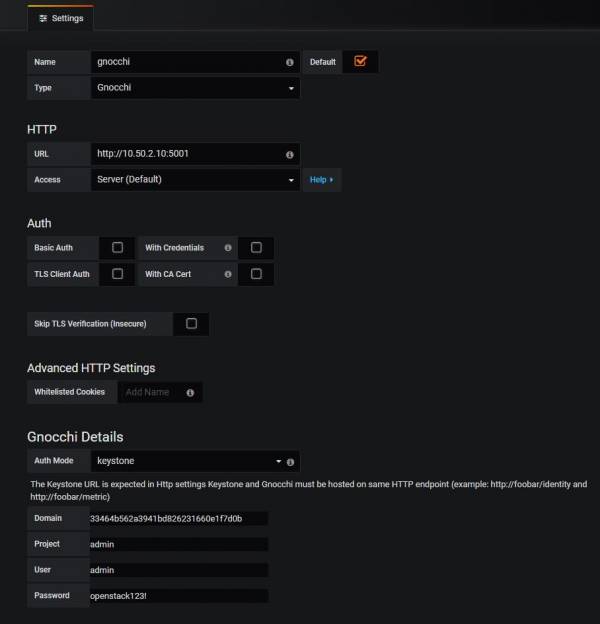 Settings
Name gnocchi Default
Type Gnocchi
HTTP
URL http://10.50.2.10:5001
Access Server (Default) Help
Auth
Basic Auth With Credentials
TLS Client Auth With CA Cert
Skip TLS Verification (Insecure)
Advanced HTTP Settings
Whitelisted Cookies Add Name
Gnocchi Details
Auth Mode keystone
The Keystone URL is expected in Http settings Keystone and Gnocchi must be hosted on same HTTP endpoint (example: http://foobar/identity and
http://foobar/metric)
Domain 33464b562a3941bd826231660e1f7d0b
Project admin
User admin
Password openstack123!